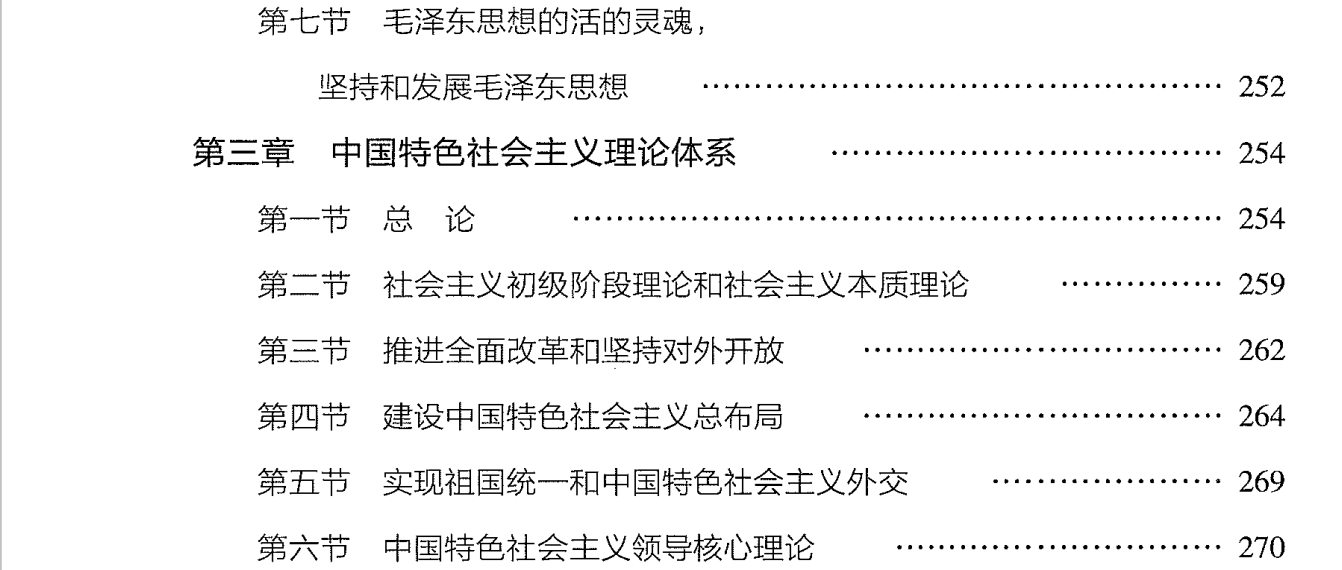 第七节　毛泽东思想的活的灵魂，
坚持和发展毛泽东思想 ……………………………………… 252
第三章　中国特色社会主义理论体系 …………………………… 254
第一节　总　论 ……………………………………………… 254
第二节　社会主义初级阶段理论和社会主义本质理论 …………… 259
第三节　推进全面改革和坚持对外开放 ………………………… 262
第四节　建设中国特色社会主义总布局 ………………………… 264
第五节　实现祖国统一和中国特色社会主义外交 ……………… 269
第六节　中国特色社会主义领导核心理论 ……………………… 270